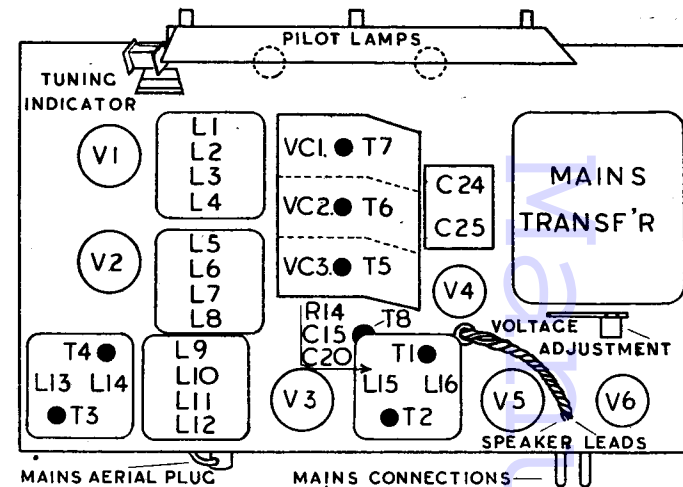 PILOT LAMPS
TUNING
INDICATOR
V1
L1
L2
L3
L4
VC1. T7
VC2. T6
VC3. T5
C24
C25
MAINS
TRANSF'R
V2
L5
L6
L7
L8
V4
R14
C15
C20
T8
VOLTAGE
ADJUSTMENT
T4
L13 L14
T3
L9
L10
L11
L12
V3
T1
L15 L16
T2
V5
V6
SPEAKER LEADS
MAINS AERIAL PLUG
MAINS CONNECTIONS